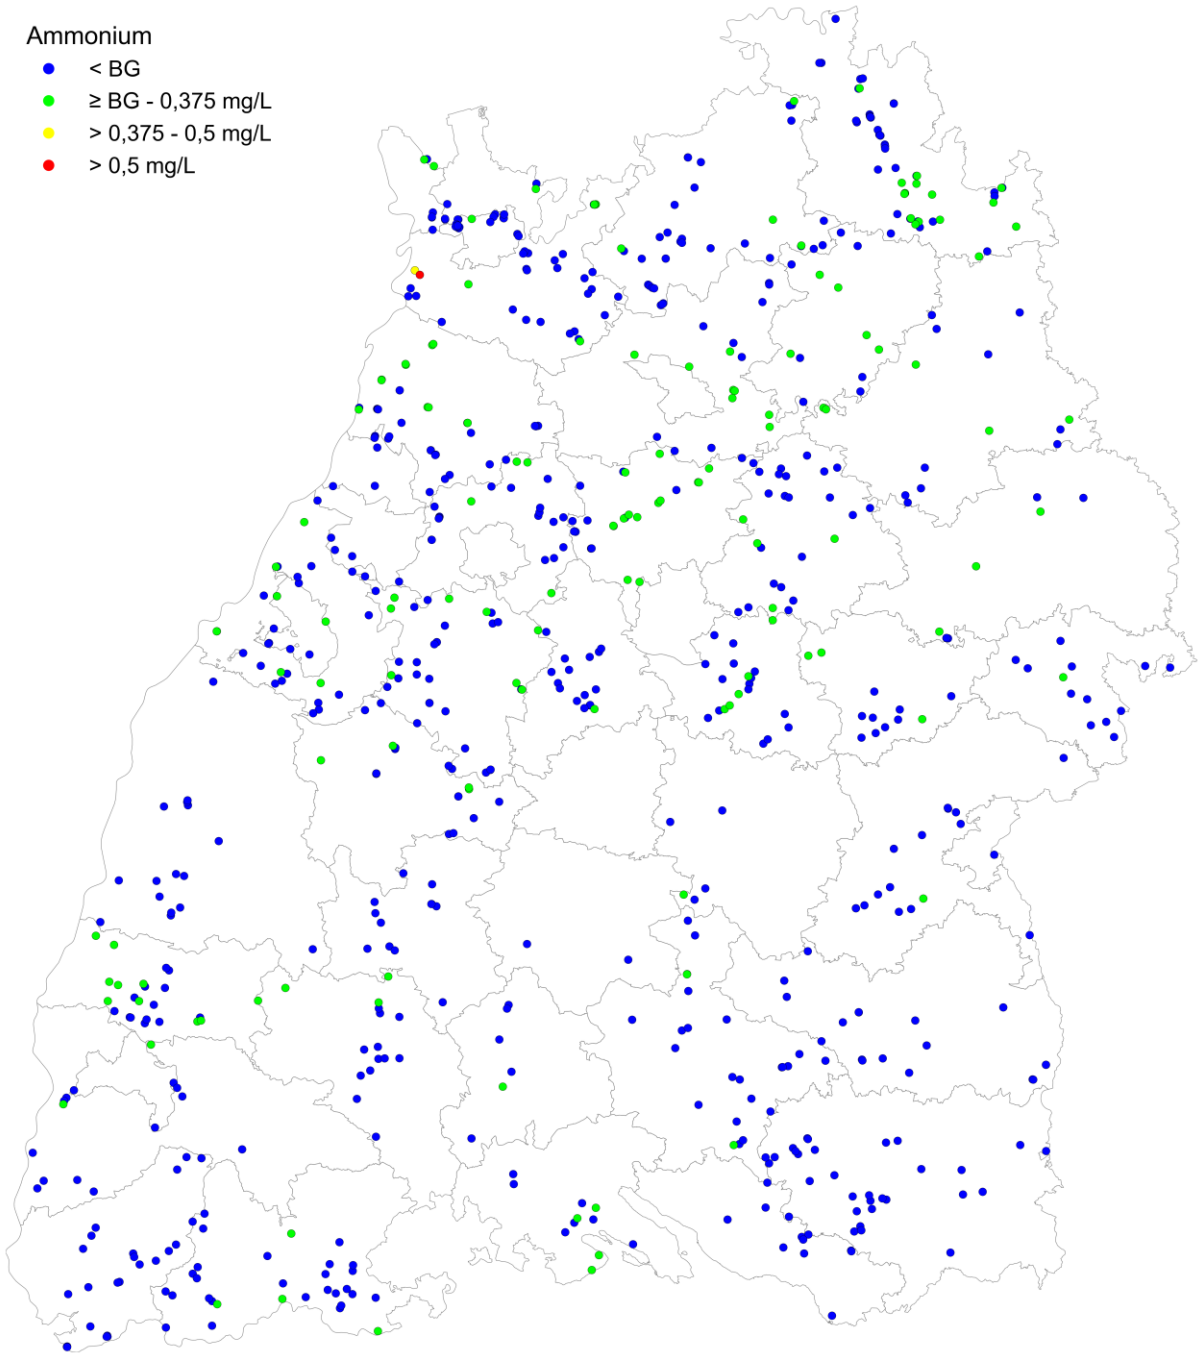 Ammonium
< BG
≥ BG - 0,375 mg/L
> 0,375 - 0,5 mg/L
> 0,5 mg/L